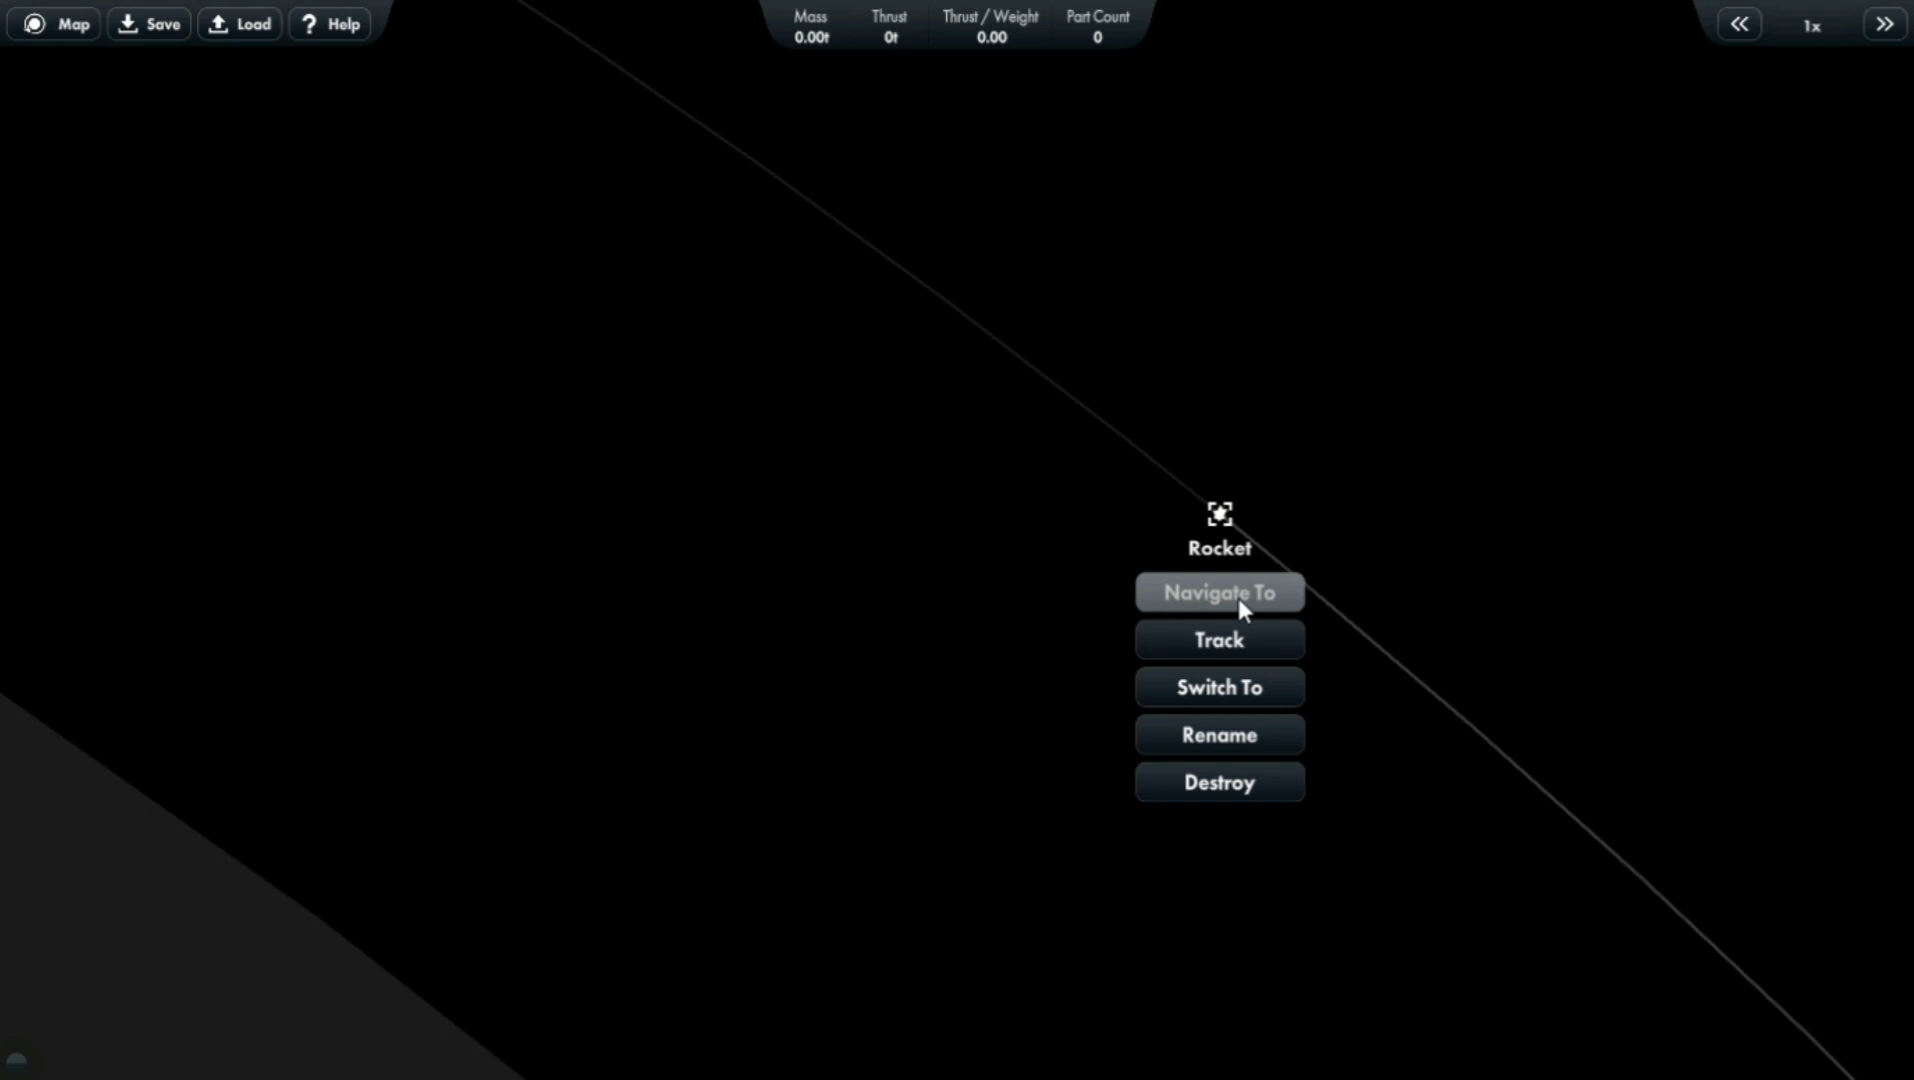 Map
Save
Load
? Help
Mass
0.00t
Thrust
0t
Thrust / Weight
0.00
Part Count
0
1x
Rocket
Navigate To
Track
Switch To
Rename
Destroy